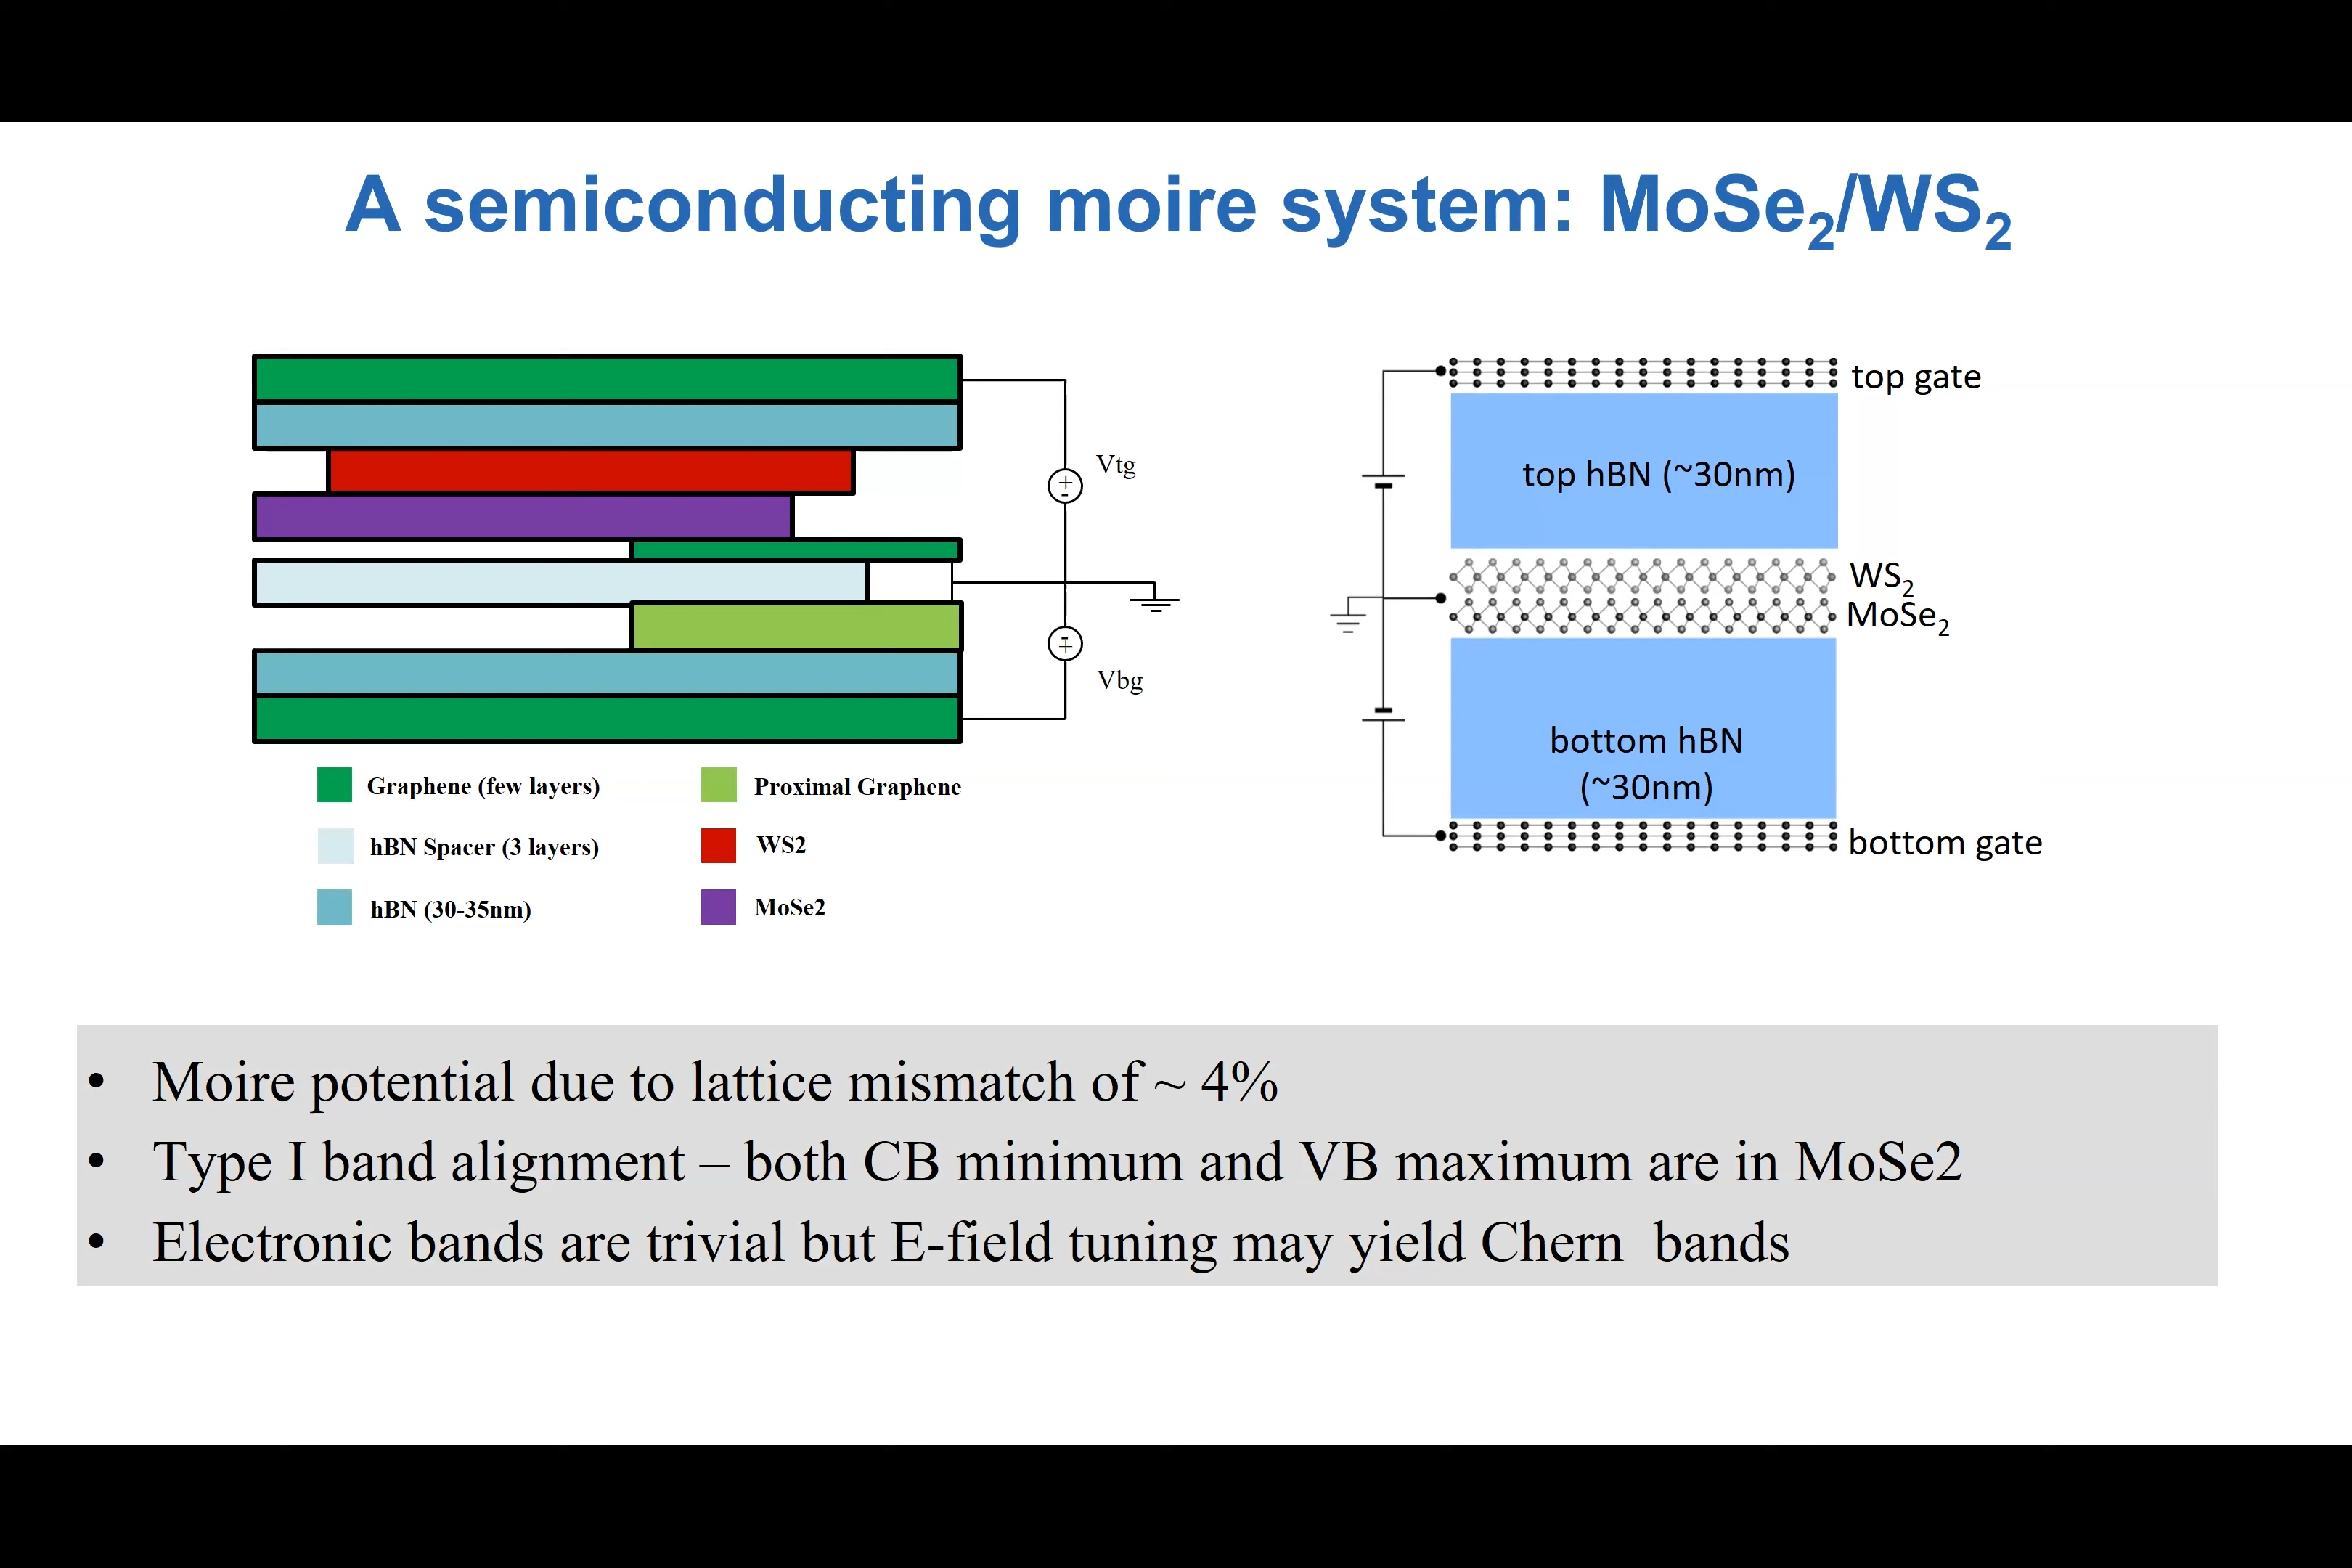 A semiconducting moire system: MoSe2/WS2
Vtg
Vbg
Graphene (few layers)
Proximal Graphene
hBN Spacer (3 layers)
WS2
hBN (30-35nm)
MoSe2
top gate
top hBN (~30nm)
WS2
MoSe2
bottom hBN
(~30nm)
bottom gate
• Moire potential due to lattice mismatch of ~ 4%
• Type I band alignment – both CB minimum and VB maximum are in MoSe2
• Electronic bands are trivial but E-field tuning may yield Chern  bands